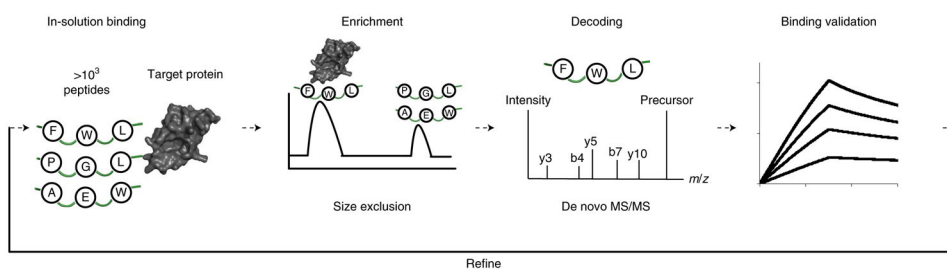 In-solution binding
Enrichment
Decoding
Binding validation
>10³
peptides
Target protein
F W L
P G L
A E W
F W L
P G L
A E W
Size exclusion
F W L
Intensity
Precursor
y3
b4
y5
b7
y10
m/z
De novo MS/MS
Refine